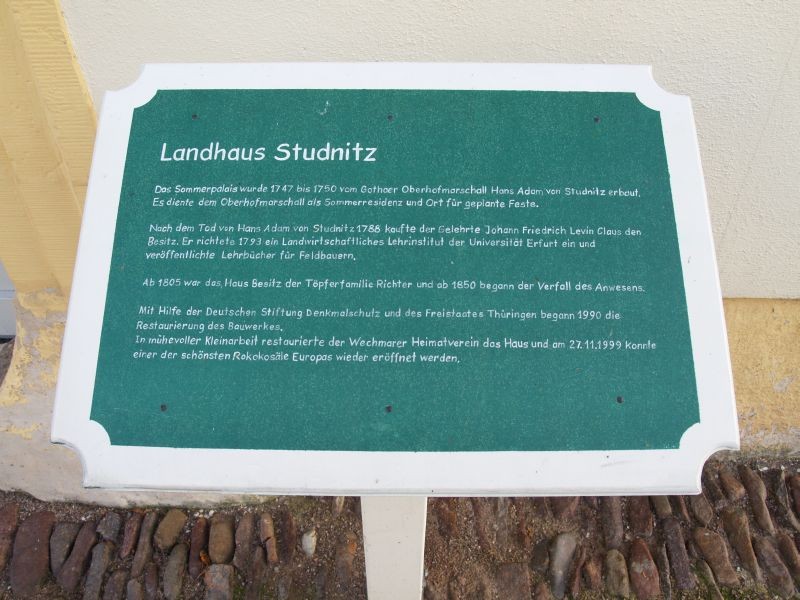 Landhaus Studnitz
Das Sommerpalais wurde 1747 bis 1750 vom Gothaer Oberhofmarschall Hans Adam von Studnitz erbaut.
Es diente dem Oberhofmarschall als Sommerresidenz und Ort für geplante Feste.
Nach dem Tod von Hans Adam von Studnitz 1788 kaufte der Gelehrte Johann Friedrich Levin Claus den
Besitz. Er richtete 1793 ein Landwirtschaftliches Lehrinstitut der Universität Erfurt ein und
veröffentlichte Lehrbücher für Feldbauern.
Ab 1805 war das Haus Besitz der Töpferfamilie Richter und ab 1850 begann der Verfall des Anwesens.
Mit Hilfe der Deutschen Stiftung Denkmalschutz und des Freistaates Thüringen begann 1990 die
Restaurierung des Bauwerkes.
In mühevoller Kleinarbeit restaurierte der Wechmarer Heimatverein das Haus und am 27.11.1999 konnte
einer der schönsten Rokokosäle Europas wieder eröffnet werden.